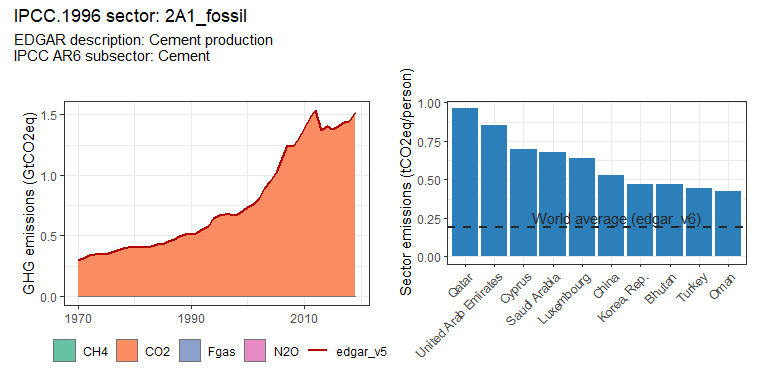 IPCC.1996 sector: 2A1_fossil
EDGAR description: Cement production
IPCC AR6 subsector: Cement
GHG emissions (GtCO2eq)
1.5
1.0
0.5
0.0
1970
1990
2010
CH4
CO2
Fgas
N2O
edgar_v5
Sector emissions (tCO2eq/person)
1.00
0.75
0.50
0.25
0.00
World average (edgar_v6)
Qatar
United Arab Emirates
Cyprus
Saudi Arabia
Luxembourg
China
Korea, Rep.
Bhutan
Turkey
Oman